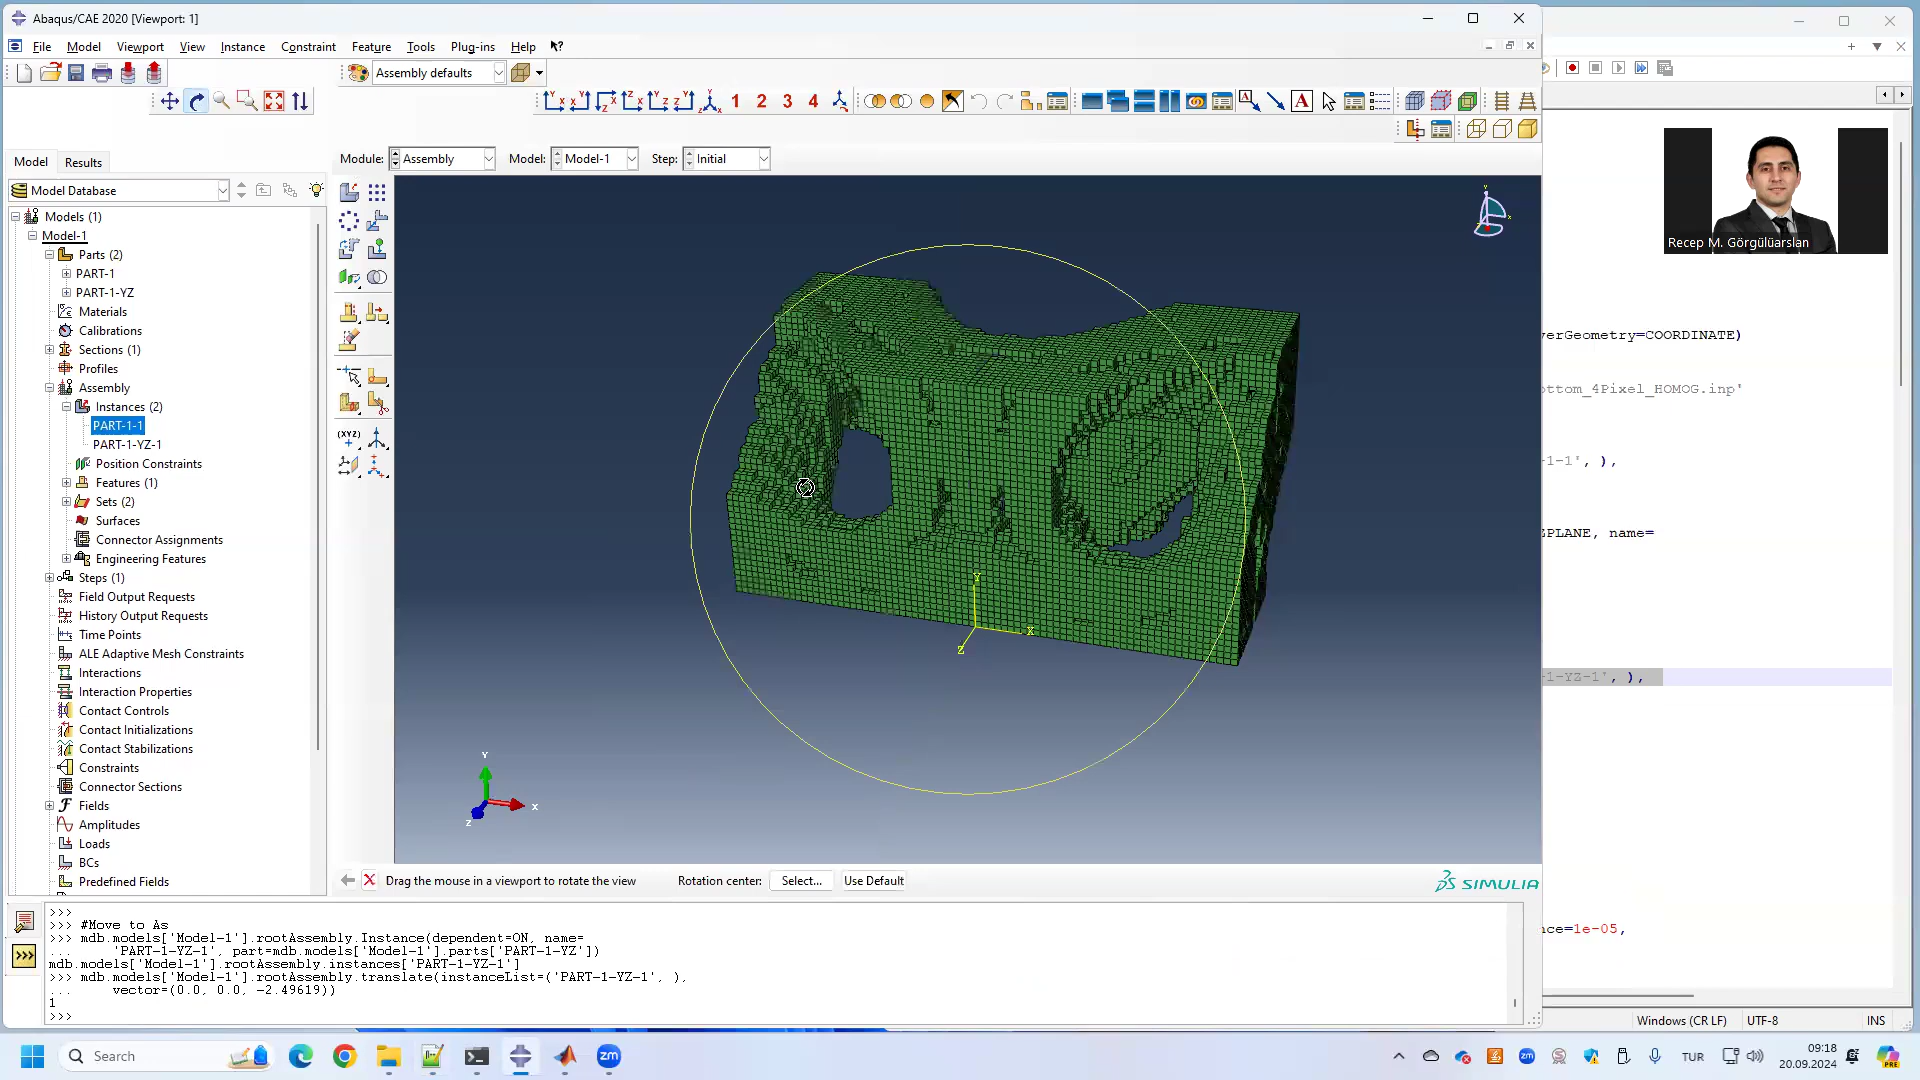 Abaqus/CAE 2020 [Viewport: 1]
File Model Viewport View Instance Constraint Feature Tools Plug-ins Help
Assembly defaults
1 2 3 4
Model Results
Module: Assembly Model: Model-1 Step: Initial
Model Database
Models (1)
Model-1
Parts (2)
PART-1
PART-1-YZ
Materials
Calibrations
Sections (1)
Profiles
Assembly
Instances (2)
PART-1-1
PART-1-YZ-1
Position Constraints
Features (1)
Sets (2)
Surfaces
Connector Assignments
Engineering Features
Steps (1)
Field Output Requests
History Output Requests
Time Points
ALE Adaptive Mesh Constraints
Interactions
Interaction Properties
Contact Controls
Contact Initializations
Contact Stabilizations
Constraints
Connector Sections
Fields
Amplitudes
Loads
BCs
Predefined Fields
(XYZ)
Y
X
Z
Y
X
Z
Recep M. Görgülüarslan
verGeometry=COORDINATE)
ottom_4Pixel_HOMOG.inp'
-1-1', ),
ZPLANE, name=
-1-YZ-1', ),
nce=1e-05,
Drag the mouse in a viewport to rotate the view Rotation center: Select... Use Default
SIMULIA
>>>
>>> #Move to As
>>> mdb.models['Model-1'].rootAssembly.Instance(dependent=ON, name=
... 'PART-1-YZ-1', part=mdb.models['Model-1'].parts['PART-1-YZ'])
mdb.models['Model-1'].rootAssembly.instances['PART-1-YZ-1']
>>> mdb.models['Model-1'].rootAssembly.translate(instanceList=('PART-1-YZ-1', ),
... vector=(0.0, 0.0, -2.49619))
1
>>>
Windows (CR LF) UTF-8 INS
Search
zm
zm
TUR
09:18
20.09.2024
PRE